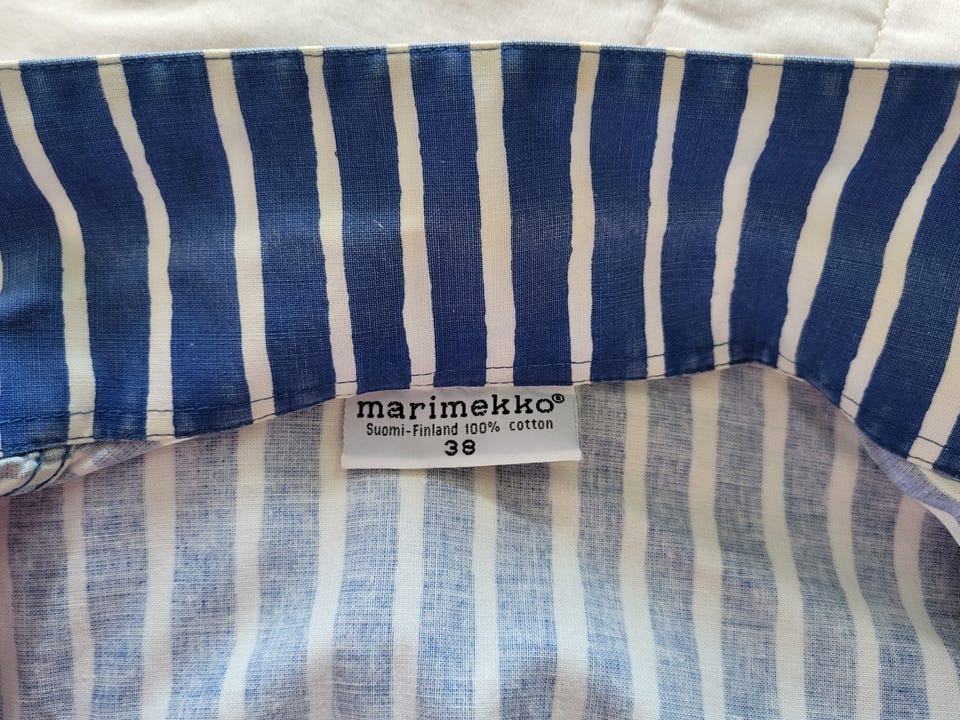 marimekko®
Suomi-Finland 100% cotton
38